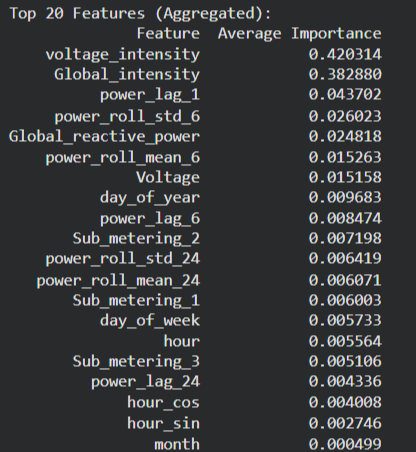 Top 20 Features (Aggregated):
Feature Average Importance
voltage_intensity 0.420314
Global_intensity 0.382880
power_lag_1 0.043702
power_roll_std_6 0.026023
Global_reactive_power 0.024818
power_roll_mean_6 0.015263
Voltage 0.015158
day_of_year 0.009683
power_lag_6 0.008474
Sub_metering_2 0.007198
power_roll_std_24 0.006419
power_roll_mean_24 0.006071
Sub_metering_1 0.006003
day_of_week 0.005733
hour 0.005564
Sub_metering_3 0.005106
power_lag_24 0.004336
hour_cos 0.004008
hour_sin 0.002746
month 0.000499